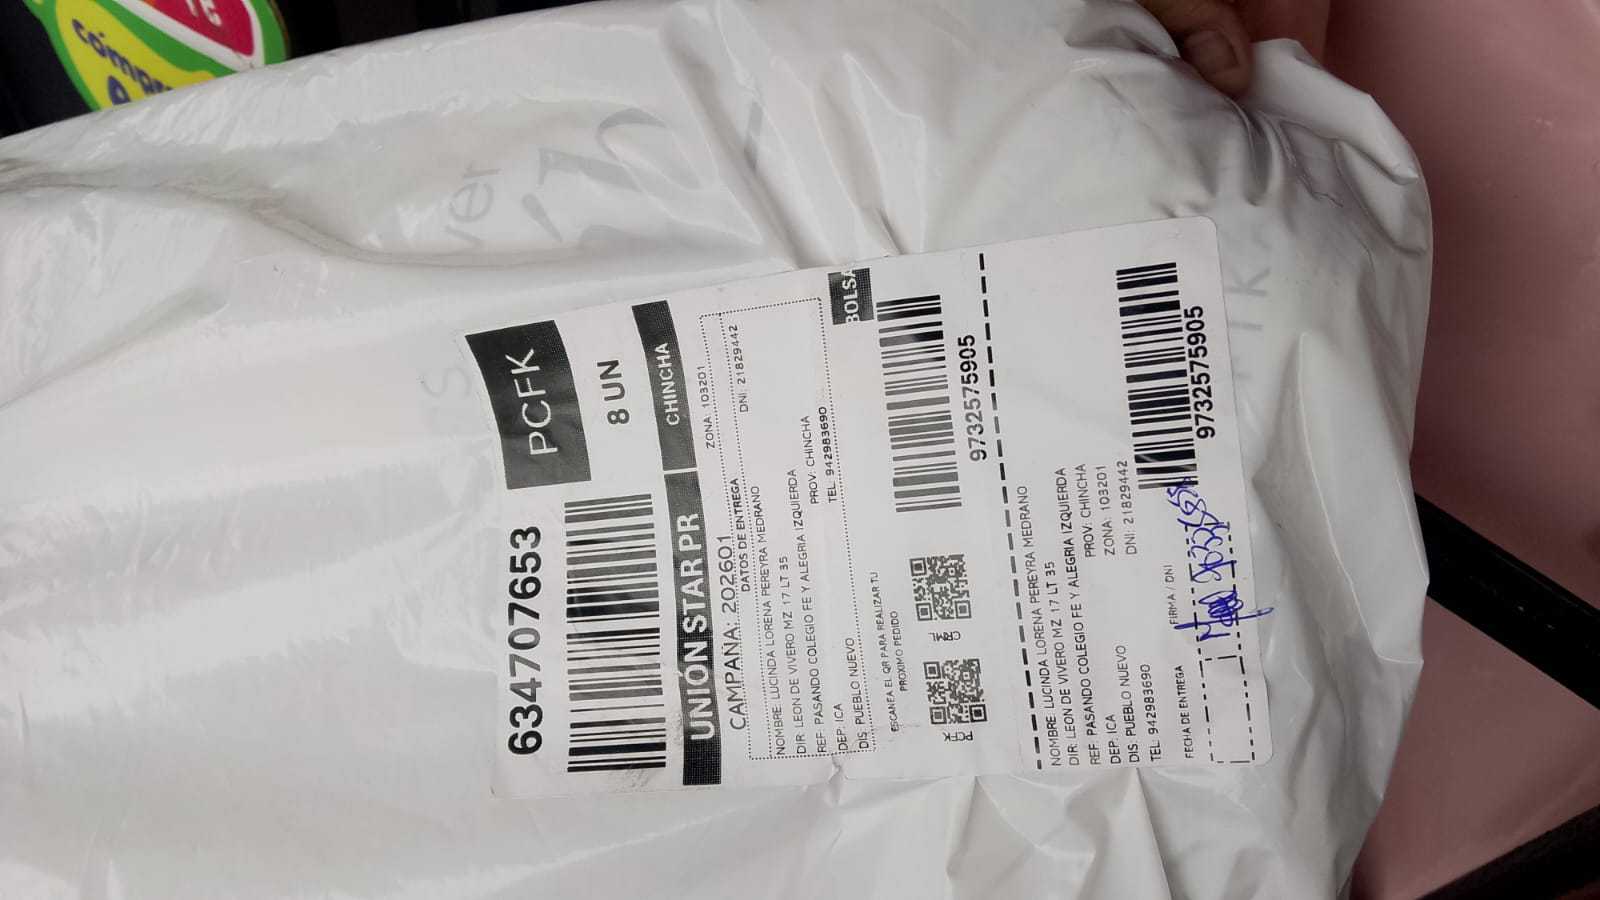 634707653
PCFK
8 UN
UNIÓN STAR PR
CHINCHA
CAMPAÑA: 202601
ZONA: 103201
DATOS DE ENTREGA
DNI: 21829442
NOMBRE: LUCINDA LORENA PEREYRA MEDRANO
DIR: LEON DE VIVERO MZ 17 LT 35
REF: PASANDO COLEGIO FE Y ALEGRIA IZQUIERDA
DEP: ICA
PROV: CHINCHA
DIS: PUEBLO NUEVO
TEL: 942983690
BOLSA
ESCANEA EL QR PARA REALIZAR TU
PROXIMO PEDIDO
PCFK
9732575905
NOMBRE: LUCINDA LORENA PEREYRA MEDRANO
DIR: LEON DE VIVERO MZ 17 LT 35
REF: PASANDO COLEGIO FE Y ALEGRIA IZQUIERDA
DEP: ICA
PROV: CHINCHA
DIS: PUEBLO NUEVO
ZONA: 103201
TEL: 942983690
DNI: 21829442
FECHA DE ENTREGA
FIRMA / DNI
9732575905